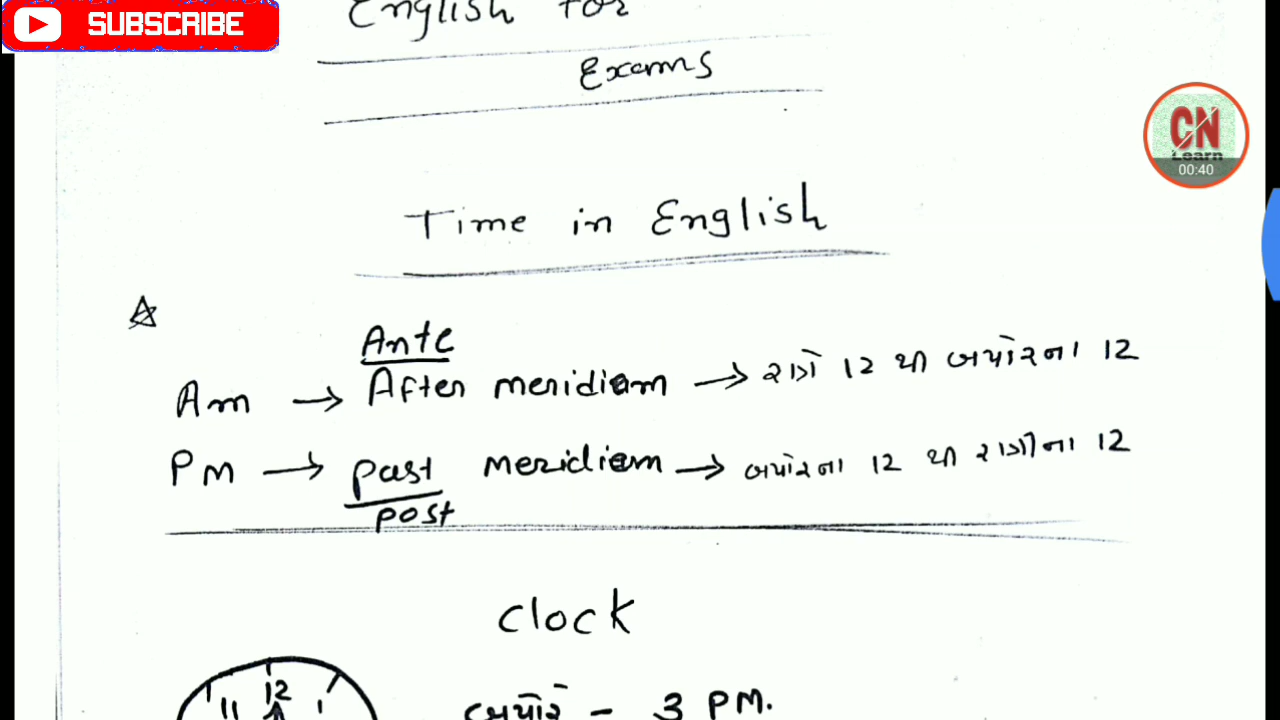 SUBSCRIBE
English for
Exams
CN
Learn
00:40
Time in English
Ante
Am → After meridiem → રાત્રે 12 થી બપોરના 12
PM → past meridiem → બપોરના 12 થી રાત્રીના 12
post
Clock
12
11 1
બપોરે - 3 PM.